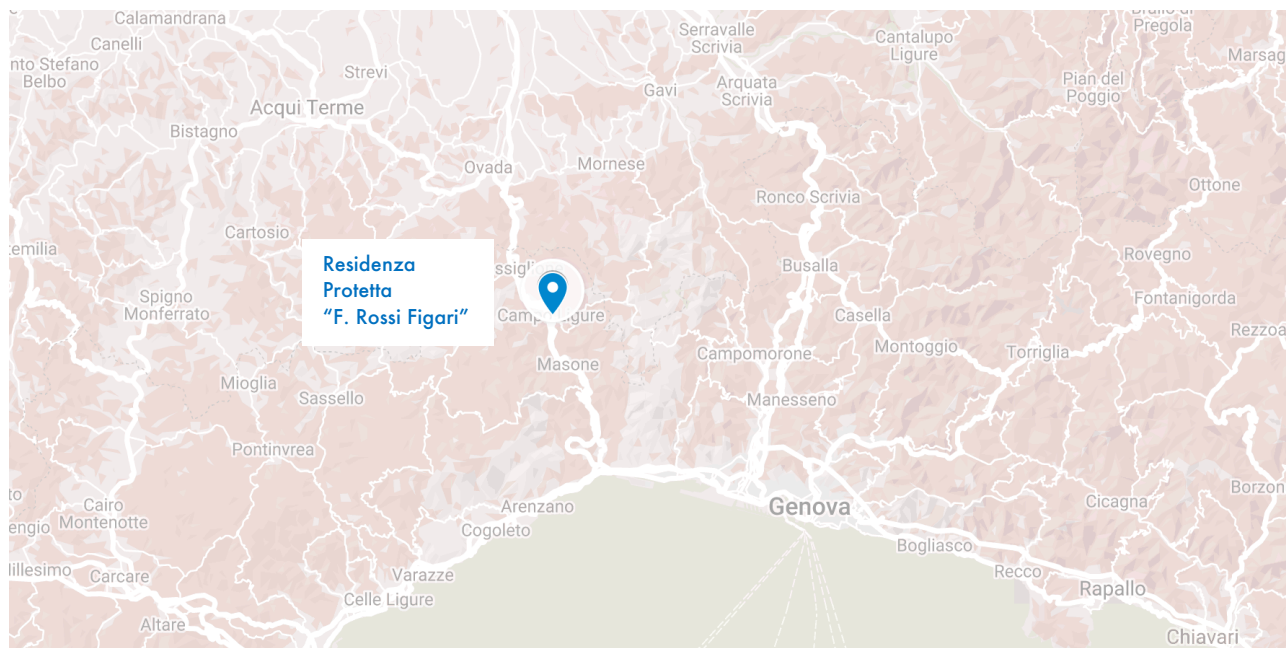 Calamandrana
Canelli
nto Stefano
Belbo
Strevi
Acqui Terme
Bistagno
Serravalle
Scrivia
Cantalupo
Ligure
Pregola
Marsag
Gavi
Arquata
Scrivia
Pian del
Poggio
Ovada
Mornese
Ronco Scrivia
Ottone
Cartosio
temilia
Rovegno
Residenza
Protetta
“F. Rossi Figari”
Busalla
Spigno
Monferrato
Fontanigorda
Casella
Rezzoa
Montoggio
Torriglia
Campomorone
Masone
Mioglia
Sassello
Manesseno
Pontinvrea
Cairo
Montenotte
Arenzano
Genova
Cicagna
Borzon
Cogoleto
Bogliasco
Recco
Carcare
Varazze
Celle Ligure
Rapallo
Altare
Chiavari